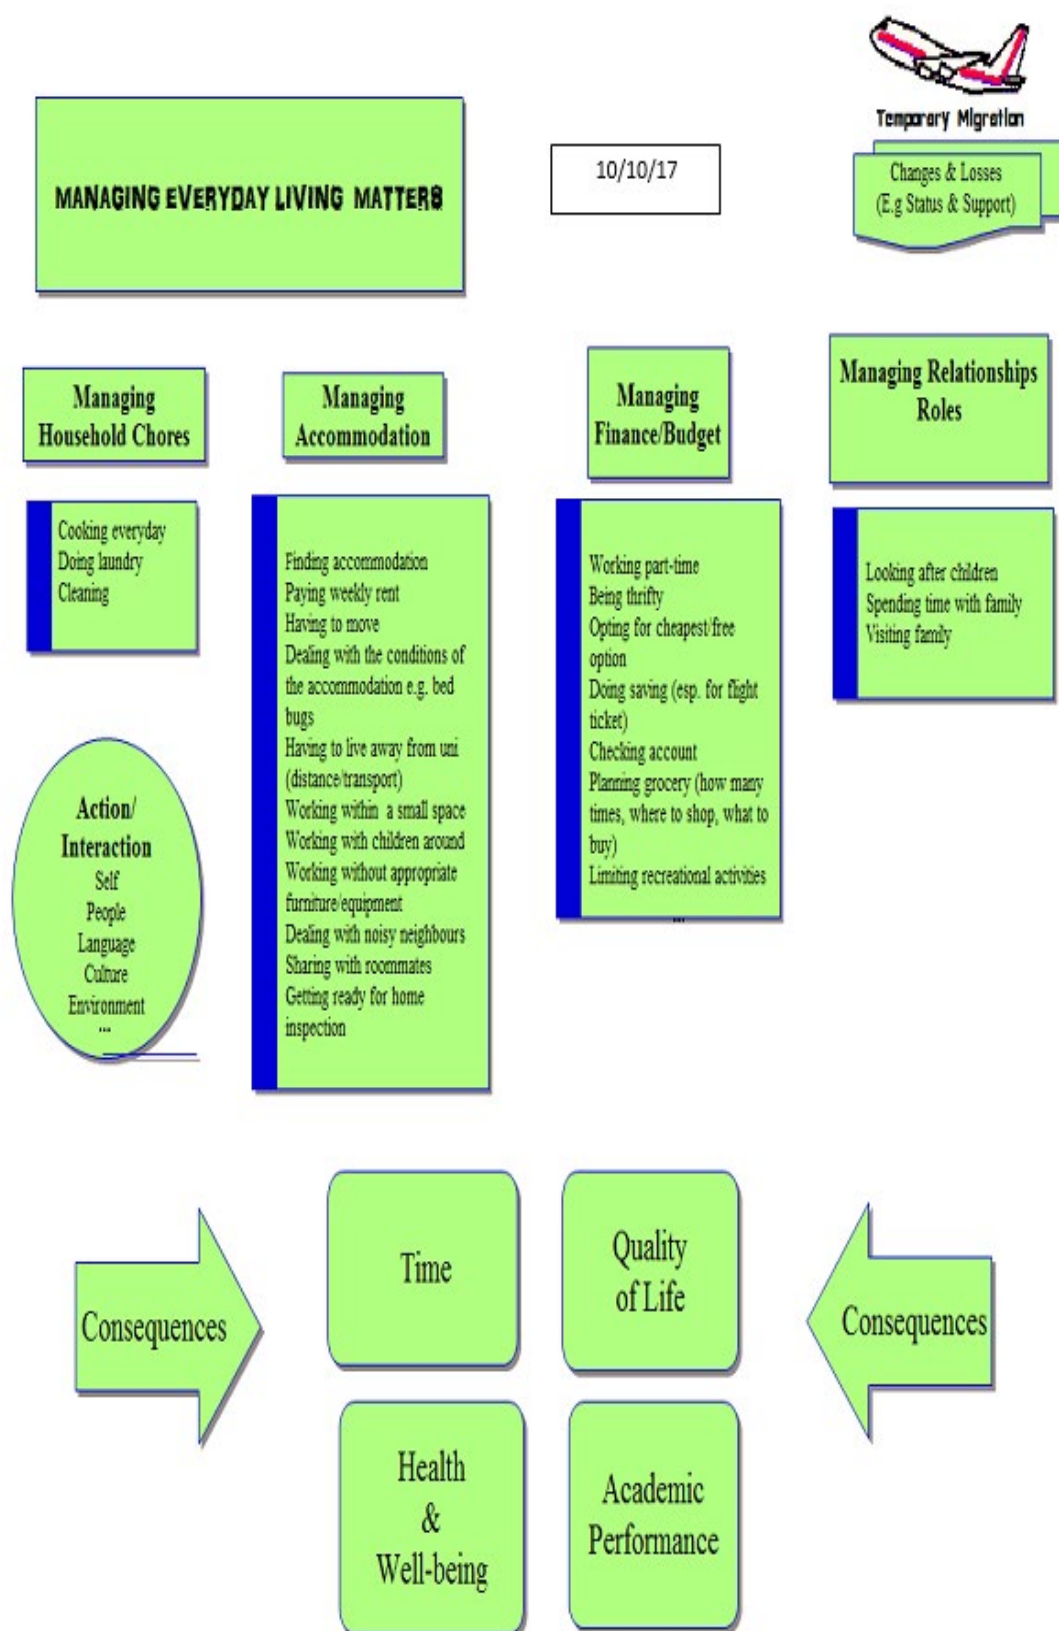 Temporary Migration
MANAGING EVERYDAY LIVING MATTERS
10/10/17
Changes & Losses
(E.g Status & Support)
Managing
Household Chores
Cooking everyday
Doing laundry
Cleaning
Managing
Accommodation
Finding accommodation
Paying weekly rent
Having to move
Dealing with the conditions of
the accommodation e.g. bed
bugs
Having to live away from uni
(distance/transport)
Working within a small space
Working with children around
Working without appropriate
furniture/equipment
Dealing with noisy neighbours
Sharing with roommates
Getting ready for home
inspection
Managing
Finance/Budget
Working part-time
Being thrifty
Opting for cheapest/free
option
Doing saving (esp. for flight
ticket)
Checking account
Planning grocery (how many
times, where to shop, what to
buy)
Limiting recreational activities
...
Managing Relationships
Roles
Looking after children
Spending time with family
Visiting family
Action/
Interaction
Self
People
Language
Culture
Environment
...
Consequences
Time
Quality
of Life
Consequences
Health
&
Well-being
Academic
Performance